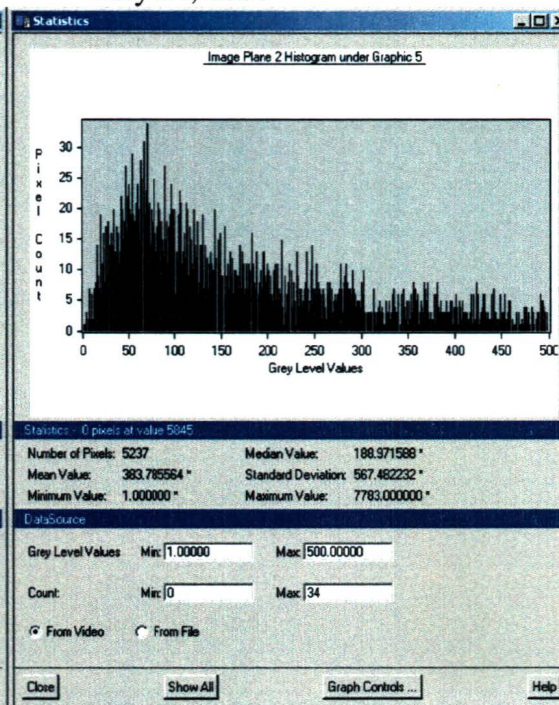 Statistics
Image Plane 2 Histogram under Graphic 5
Pixel Count
30
25
20
15
10
5
0
0 50 100 150 200 250 300 350 400 450 500
Grey Level Values
Statistics - 0 pixels at value 5845
Number of Pixels: 5237 Median Value: 188.971588 *
Mean Value: 383.785564 * Standard Deviation: 567.482232 *
Minimum Value: 1.000000 * Maximum Value: 7783.000000 *
DataSource
Grey Level Values Min: 1.00000 Max: 500.00000
Count: Min: 0 Max: 34
From Video From File
Close Show All Graph Controls ... Help